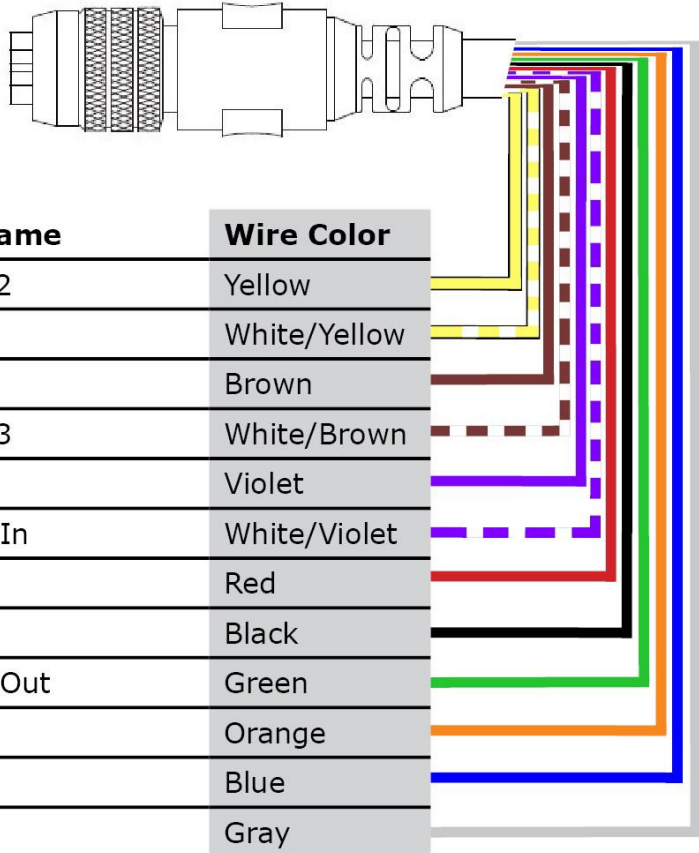 ame Wire Color
2 Yellow
White/Yellow
Brown
3 White/Brown
Violet
In White/Violet
Red
Black
Out Green
Orange
Blue
Gray